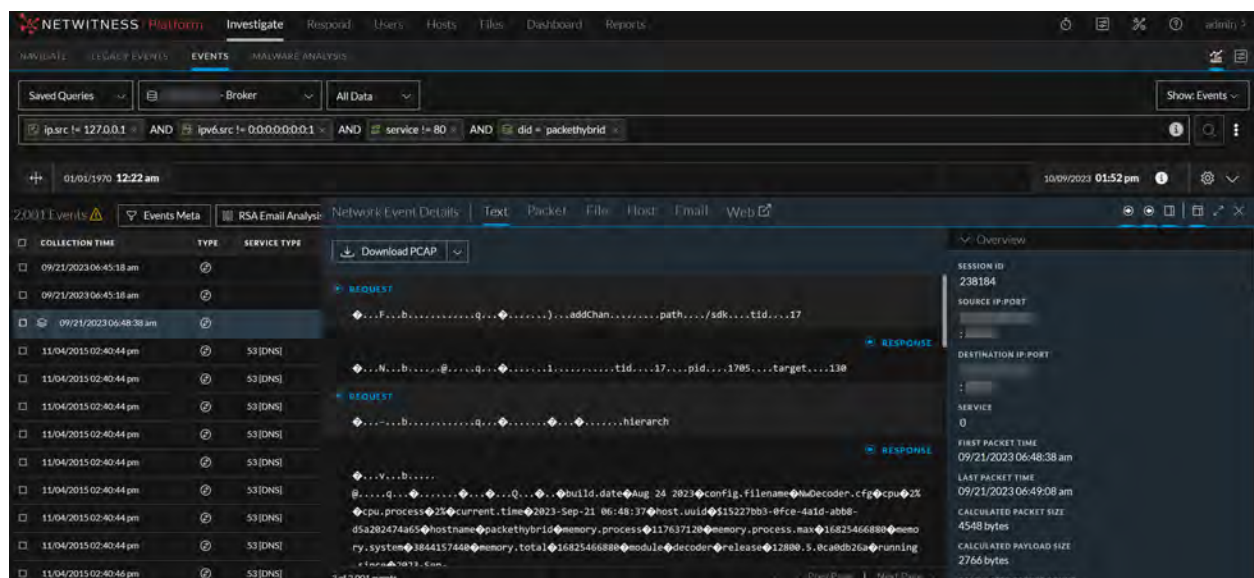 NETWITNESS Platform Investigate Respond Users Hosts Files Dashboard Reports admin
NAVIGATE LEGACY EVENTS EVENTS MALWARE ANALYSIS
Saved Queries - Broker All Data Show: Events
ip.src != 127.0.0.1 AND ipv6.src != 0:0:0:0:0:0:0:1 AND service != 80 AND did = packethybrid
01/01/1970 12:22 am 10/09/2023 01:52 pm
2,001 Events Events Meta RSA Email Analysis Network Event Details Text Packet File Host Email Web
COLLECTION TIME TYPE SERVICE TYPE
09/21/2023 06:45:18 am
09/21/2023 06:45:18 am
09/21/2023 06:48:38 am
11/04/2015 02:40:44 pm 53 [DNS]
11/04/2015 02:40:44 pm 53 [DNS]
11/04/2015 02:40:44 pm 53 [DNS]
11/04/2015 02:40:44 pm 53 [DNS]
11/04/2015 02:40:44 pm 53 [DNS]
11/04/2015 02:40:44 pm 53 [DNS]
11/04/2015 02:40:44 pm 53 [DNS]
11/04/2015 02:40:44 pm 53 [DNS]
11/04/2015 02:40:46 pm 53 [DNS]
Download PCAP
REQUEST
�...F...b............q...�.......)...addChan.........path..../sdk....tid....17
RESPONSE
�...N...b......@.....q...�.......1...........tid....17....pid....1705....target....130
REQUEST
�...-...b............q...�.......�...�.......hierarch
RESPONSE
�...v...b.....
@.....q...�.......�...�...Q...�..�build.date�Aug 24 2023�config.filename�NwDecoder.cfg�cpu�2%
�cpu.process�2%�current.time�2023-Sep-21 06:48:37�host.uuid�$15227bb3-0fce-4a1d-abb8-
d5a202474a65�hostname�packethybrid�memory.process�117637120�memory.process.max�16825466880�memo
ry.system�3844157440�memory.total�16825466880�module�decoder�release�12800.5.0ca0db26a�running
since�2023-Sep-
Overview
SESSION ID
238184
SOURCE IP:PORT
:
DESTINATION IP:PORT
:
SERVICE
0
FIRST PACKET TIME
09/21/2023 06:48:38 am
LAST PACKET TIME
09/21/2023 06:49:08 am
CALCULATED PACKET SIZE
4548 bytes
CALCULATED PAYLOAD SIZE
2766 bytes
3 of 2,001 events Prev Page | Next Page